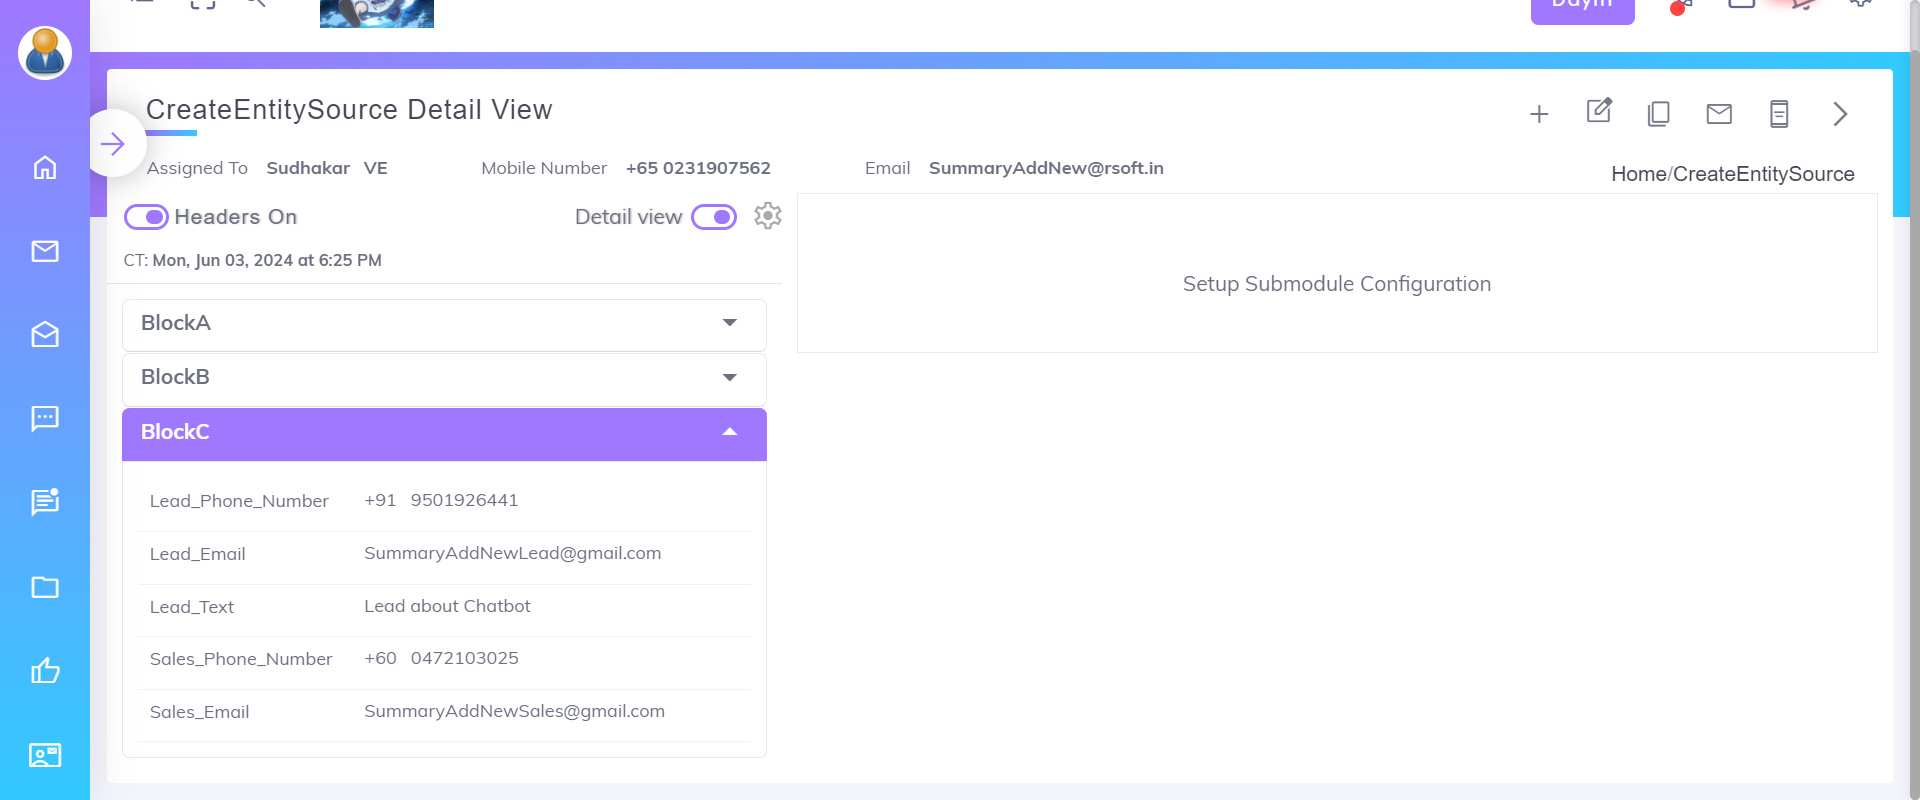 CreateEntitySource Detail View
Assigned To Sudhakar VE Mobile Number +65 0231907562 Email SummaryAddNew@rsoft.in
Home/CreateEntitySource
Headers On Detail view
CT: Mon, Jun 03, 2024 at 6:25 PM
Setup Submodule Configuration
BlockA
BlockB
BlockC
Lead_Phone_Number +91 9501926441
Lead_Email SummaryAddNewLead@gmail.com
Lead_Text Lead about Chatbot
Sales_Phone_Number +60 0472103025
Sales_Email SummaryAddNewSales@gmail.com